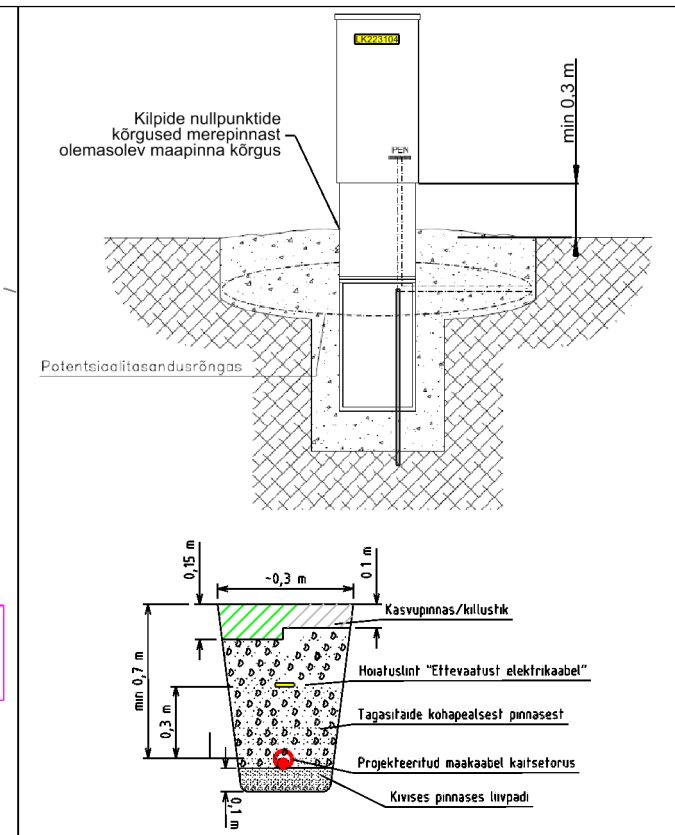 LK223104
Kilpide nullpunktide
kõrgused merepinnast
olemasolev maapinna kõrgus
PEN
min 0,3 m
Potentsiaalitasandusrõngas
0,15 m
~0,3 m
0,1 m
Kasvupinnas/killustik
min 0,7 m
Hoiatuslint "Ettevaatust elektrikaabel"
0,3 m
Tagasitäide kohapealsest pinnasest
Projekteeritud maakaabel kaitsetorus
Kivises pinnases liivpadi
0,1 m